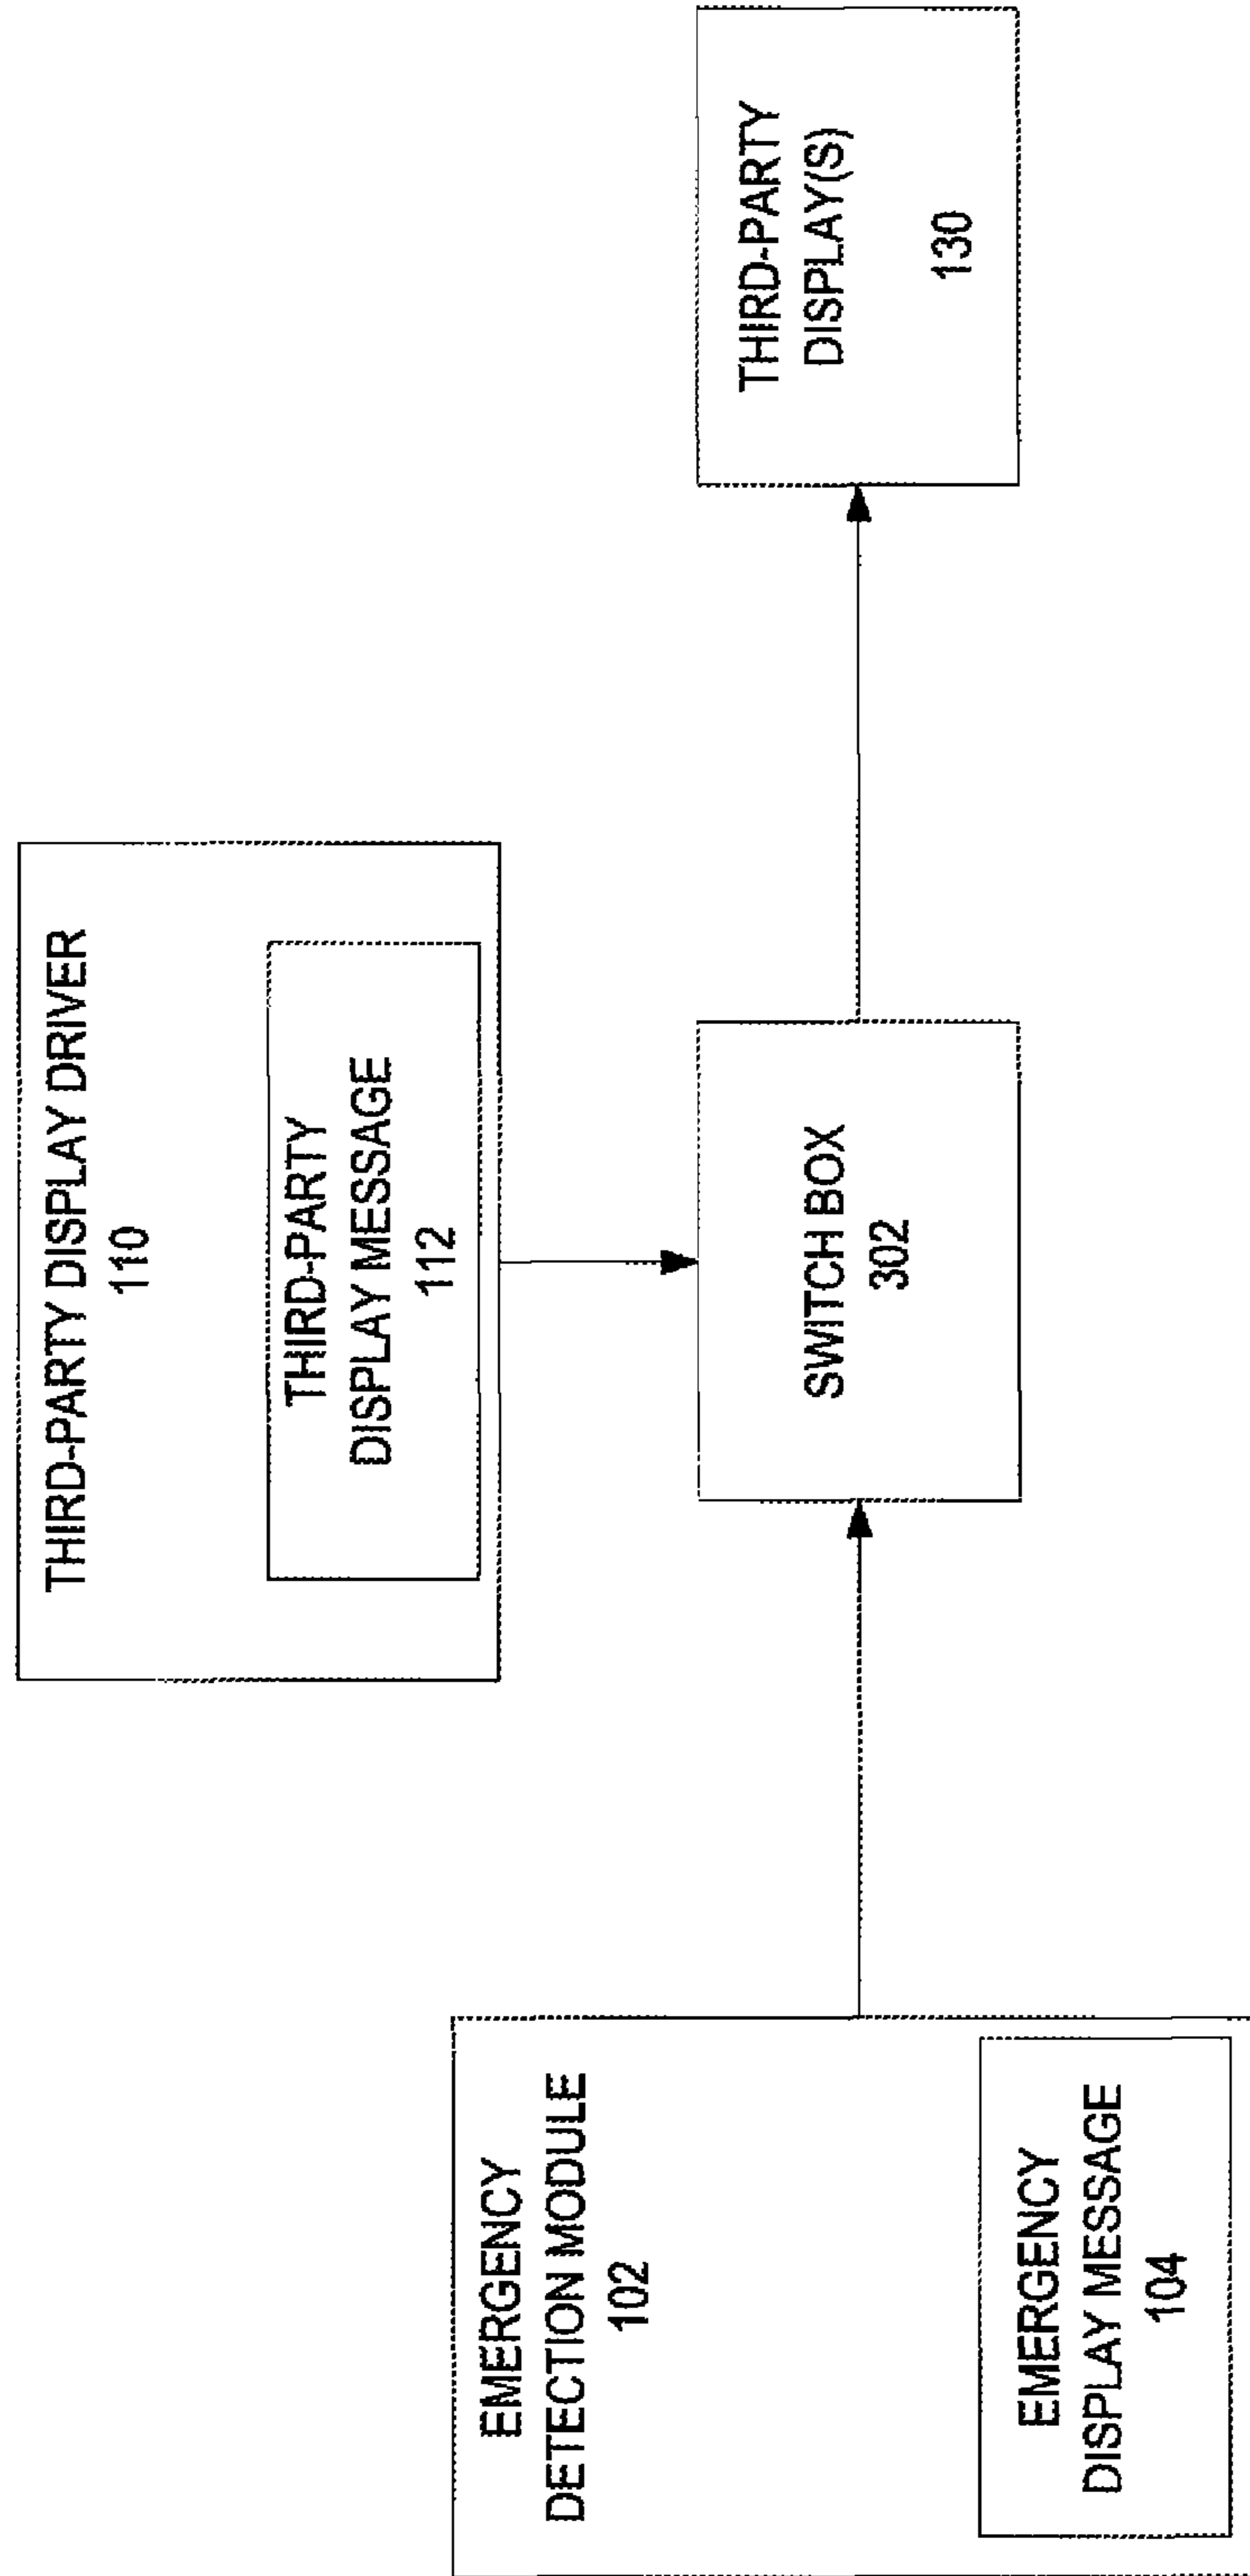 THIRD-PARTY DISPLAY DRIVER
110
THIRD-PARTY
DISPLAY MESSAGE
112
EMERGENCY
DETECTION MODULE
102
EMERGENCY
DISPLAY MESSAGE
104
SWITCH BOX
302
THIRD-PARTY
DISPLAY(S)
130